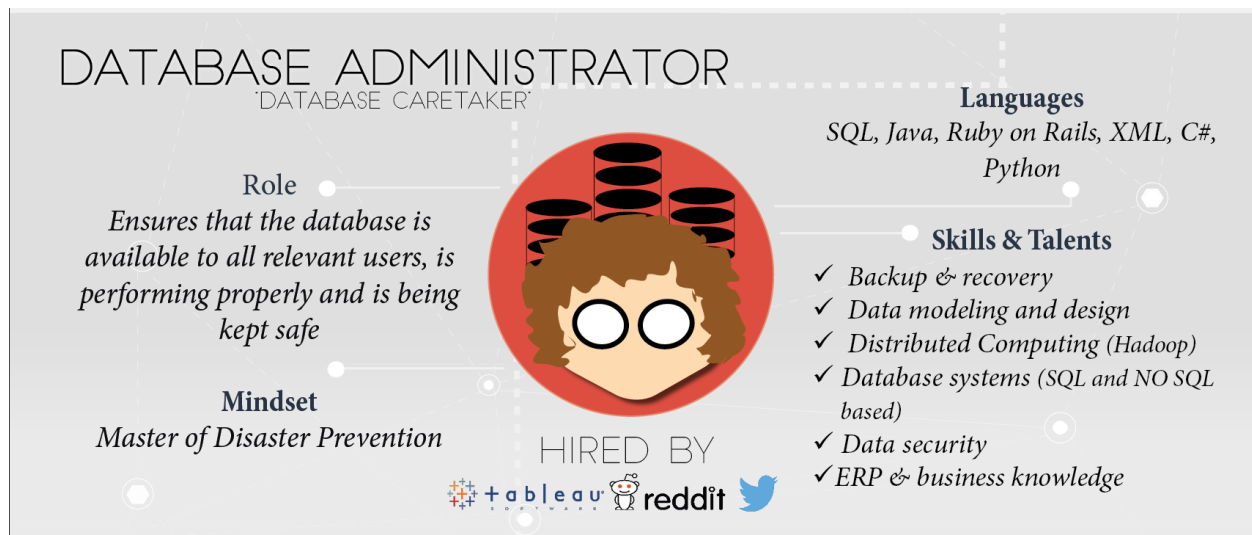 DATABASE ADMINISTRATOR
"DATABASE CARETAKER"
Role
Ensures that the database is
available to all relevant users, is
performing properly and is being
kept safe
Mindset
Master of Disaster Prevention
Languages
SQL, Java, Ruby on Rails, XML, C#,
Python
Skills & Talents
✓ Backup & recovery
✓ Data modeling and design
✓ Distributed Computing (Hadoop)
✓ Database systems (SQL and NO SQL
based)
✓ Data security
✓ ERP & business knowledge
HIRED BY
+ableau
SOFTWARE
reddit